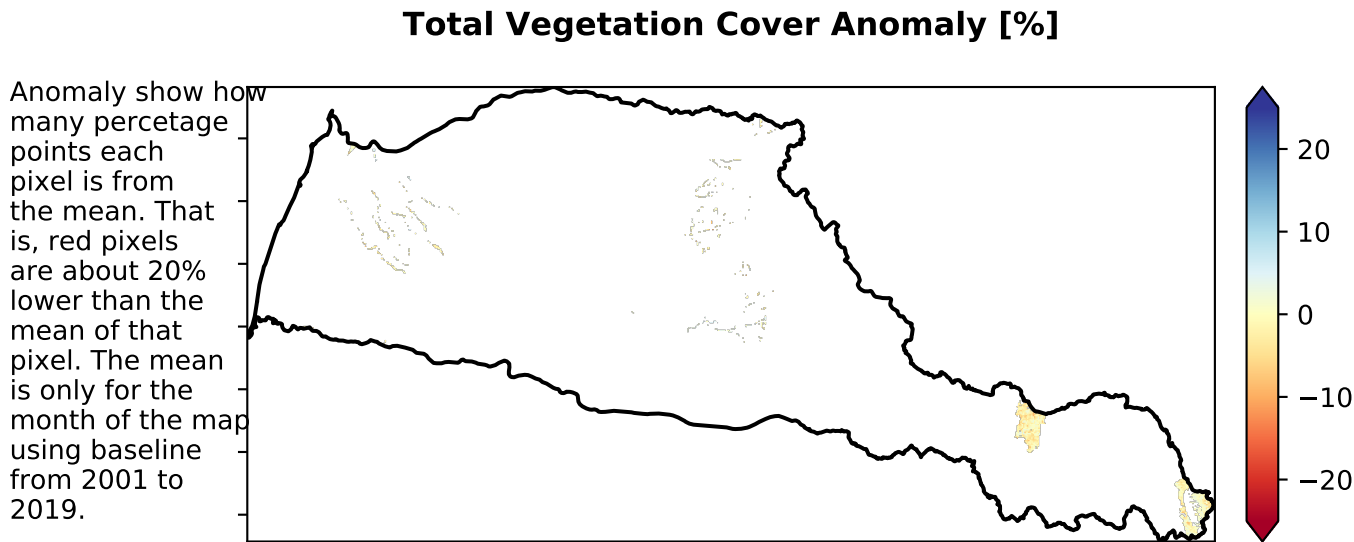 Total Vegetation Cover Anomaly [%]
Anomaly show how
many percetage
points each
pixel is from
the mean. That
is, red pixels
are about 20%
lower than the
mean of that
pixel. The mean
is only for the
month of the map
using baseline
from 2001 to
2019.
20
10
0
−10
−20